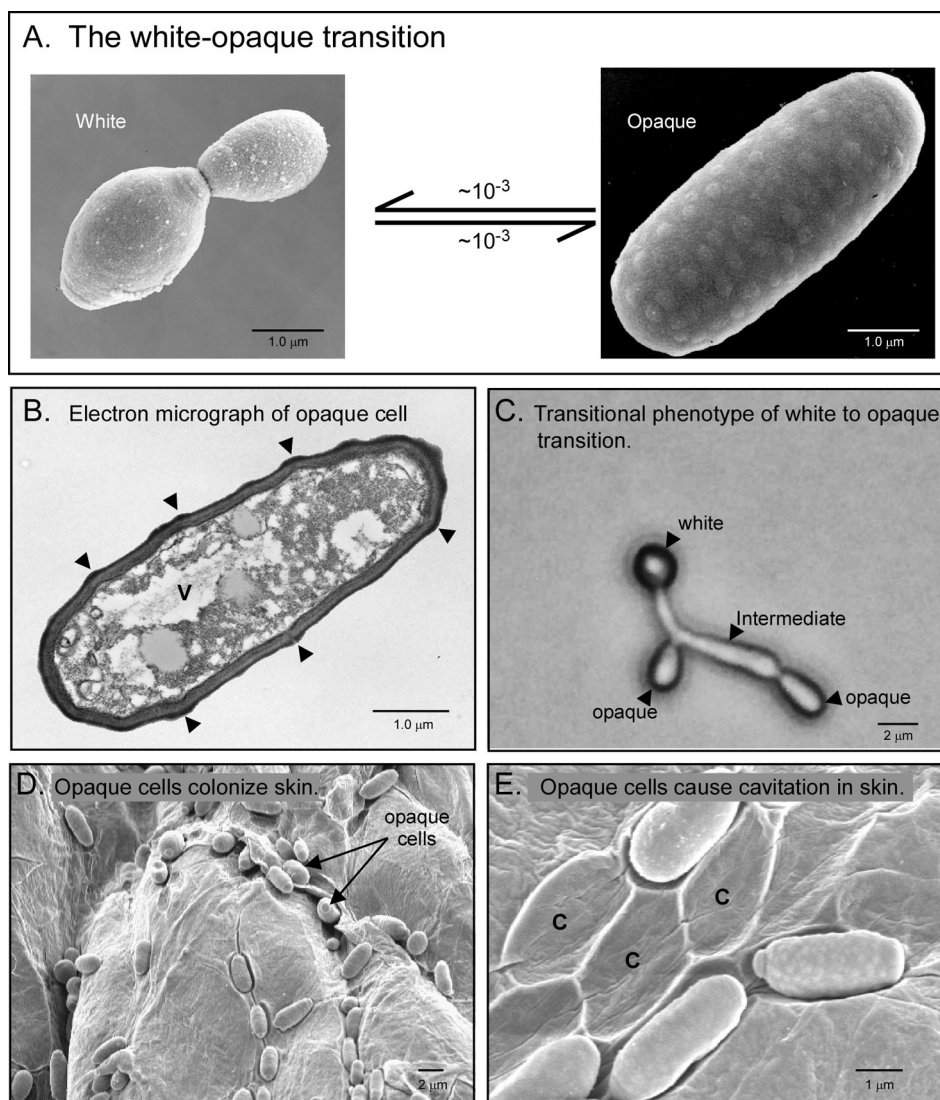 A. The white-opaque transition
White
~10⁻³
~10⁻³
1.0 µm
Opaque
1.0 µm
B. Electron micrograph of opaque cell
V
1.0 µm
C. Transitional phenotype of white to opaque
transition.
white
Intermediate
opaque
opaque
2 µm
D. Opaque cells colonize skin.
opaque
cells
2 µm
E. Opaque cells cause cavitation in skin.
C
C
C
1 µm